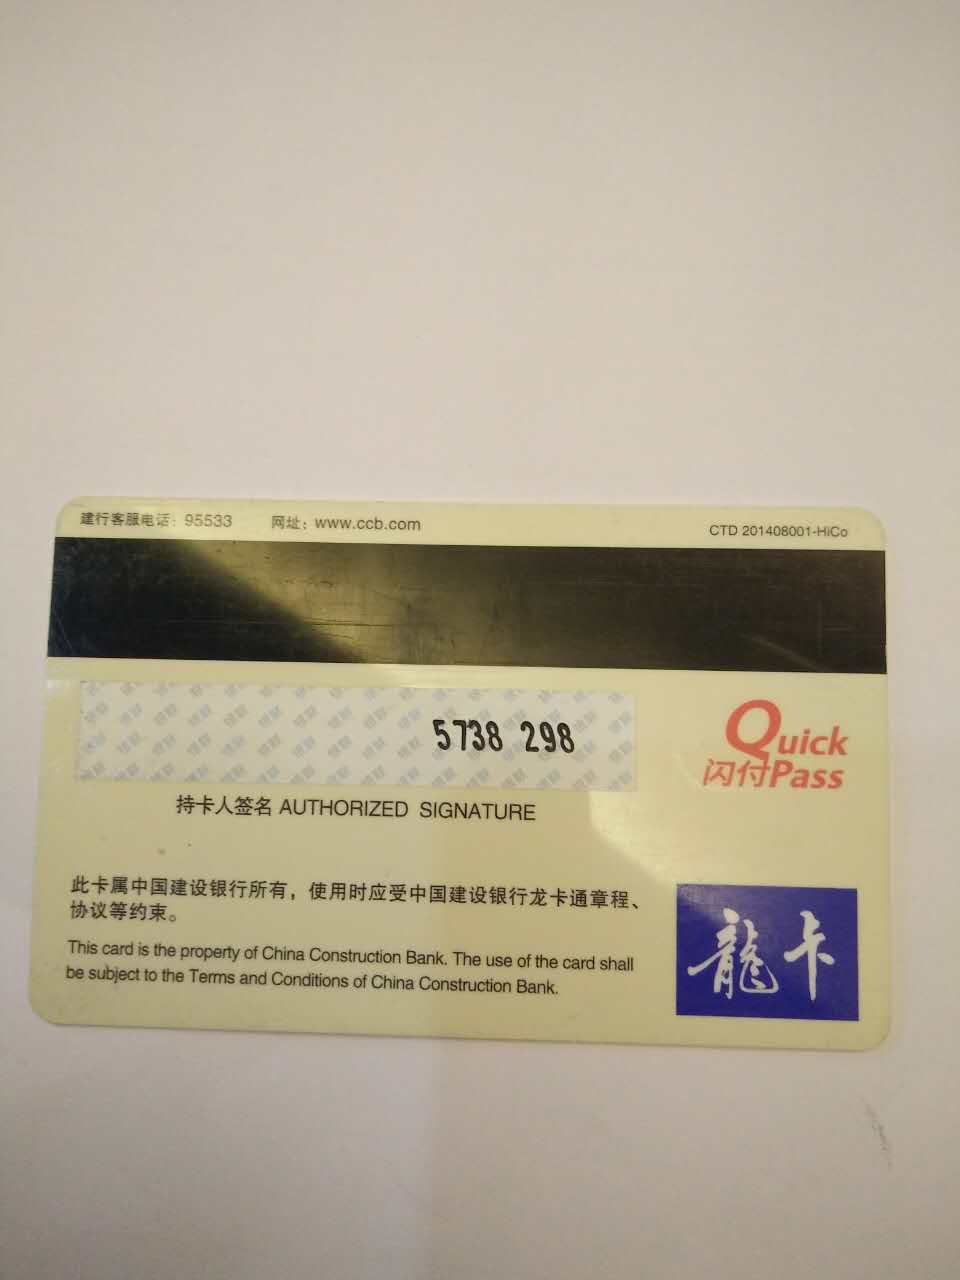 建行客服电话：95533 网址：www.ccb.com CTD 201408001-HiCo
5738 298
Quick
闪付Pass
持卡人签名 AUTHORIZED SIGNATURE
此卡属中国建设银行所有，使用时应受中国建设银行龙卡通章程、
协议等约束。
This card is the property of China Construction Bank. The use of the card shall
be subject to the Terms and Conditions of China Construction Bank.
龍卡